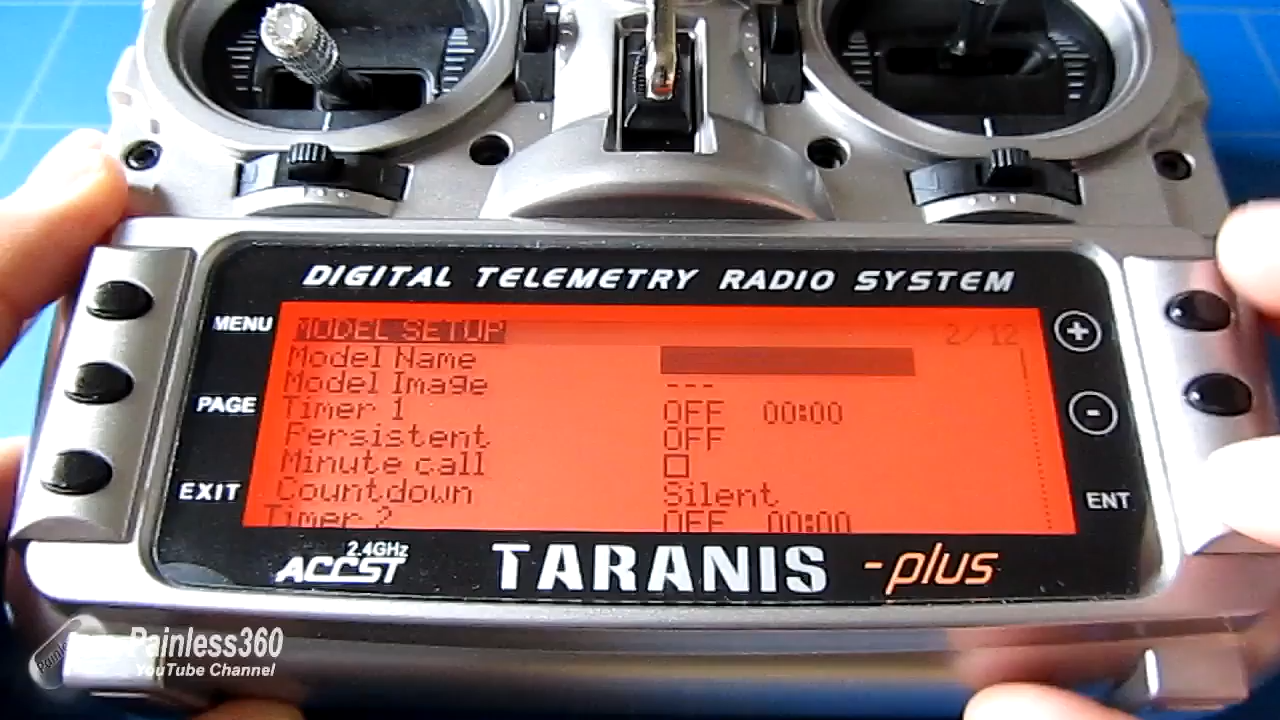 DIGITAL TELEMETRY RADIO SYSTEM
MENU
PAGE
EXIT
MODEL SETUP 2/12
Model Name
Model Image ---
Timer 1 OFF 00:00
Persistent OFF
Minute call
Countdown Silent
Timer 2 OFF 00:00
+
-
ENT
2.4GHz
ACCST
TARANIS -plus
Painless360
YouTube Channel